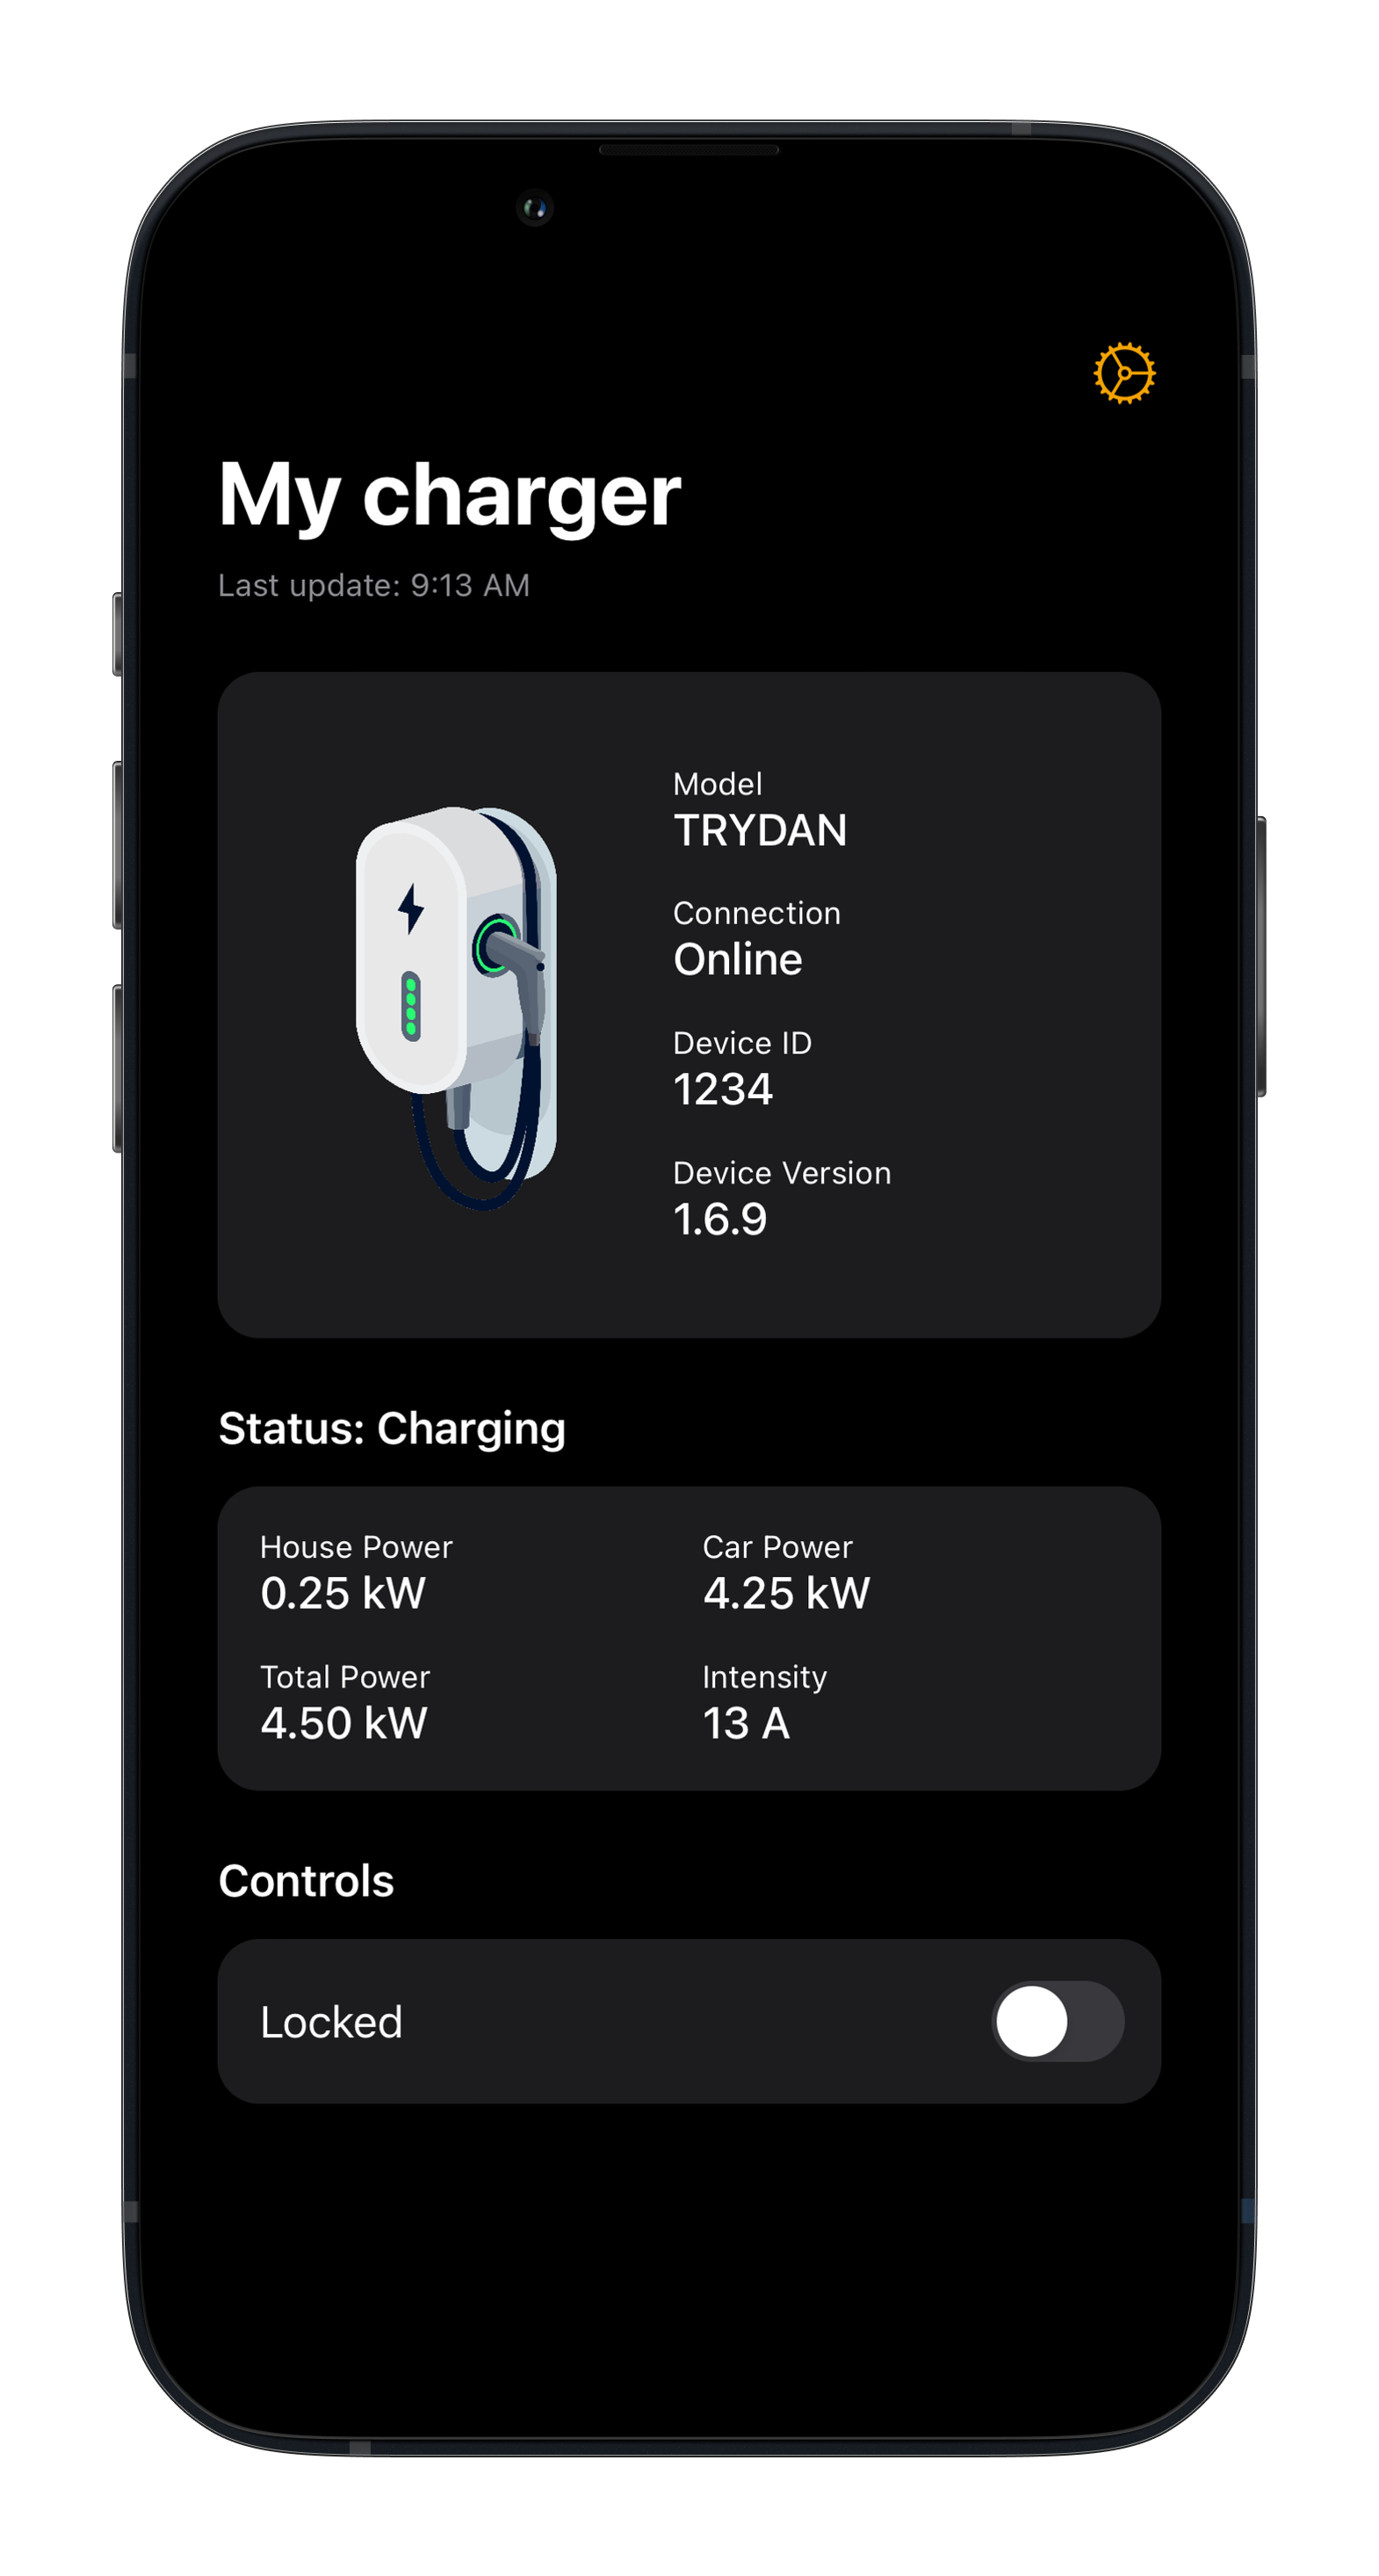 My charger
Last update: 9:13 AM
Model
TRYDAN
Connection
Online
Device ID
1234
Device Version
1.6.9
Status: Charging
House Power
0.25 kW
Car Power
4.25 kW
Total Power
4.50 kW
Intensity
13 A
Controls
Locked